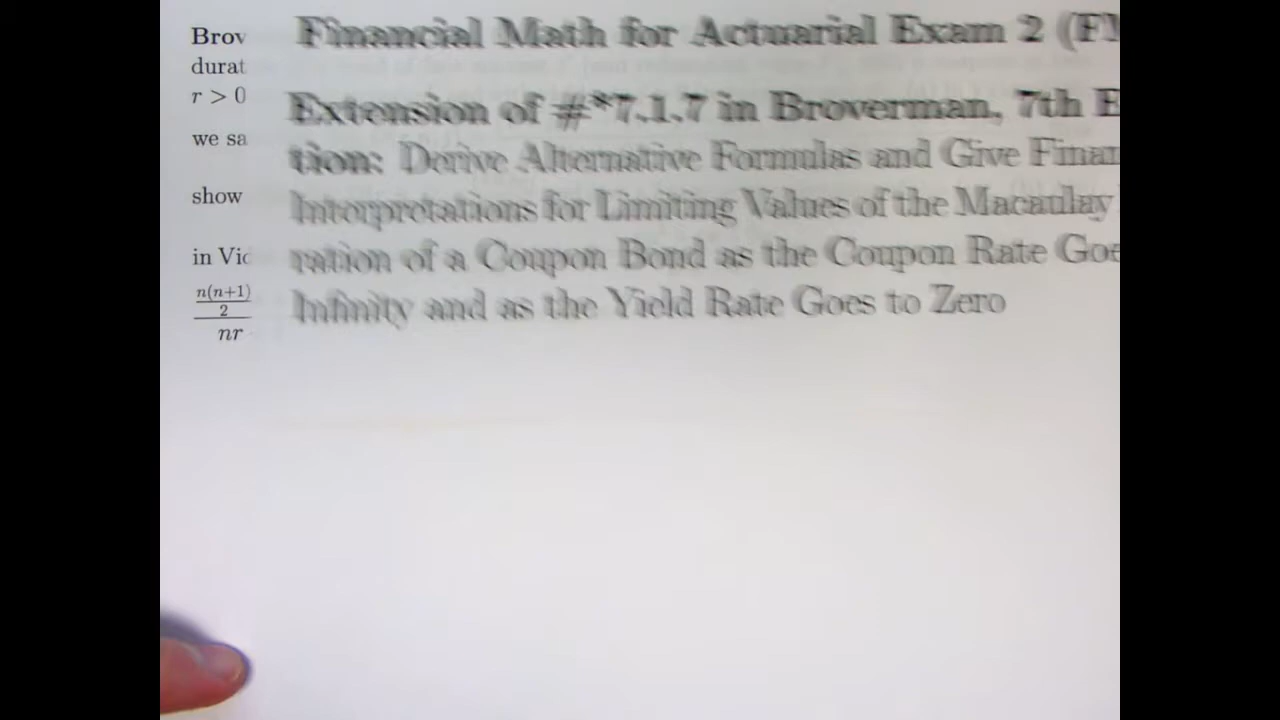 Financial Math for Actuarial Exam 2 (FM
Extension of #*7.1.7 in Broverman, 7th E
tion: Derive Alternative Formulas and Give Finan
Interpretations for Limiting Values of the Macaulay
ration of a Coupon Bond as the Coupon Rate Goe
Infinity and as the Yield Rate Goes to Zero
Brov
durat
r > 0
we sa
show
in Vic
n(n+1)
2
nr